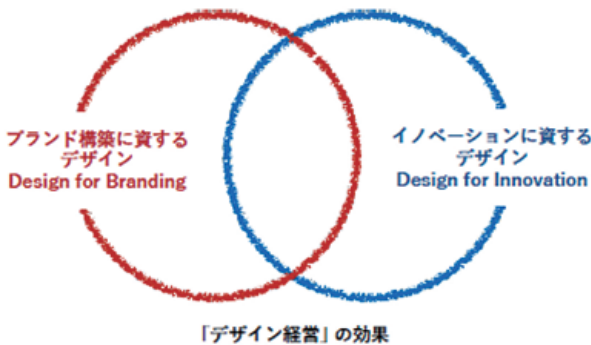 ブランド構築に資する
デザイン
Design for Branding
イノベーションに資する
デザイン
Design for Innovation
「デザイン経営」の効果